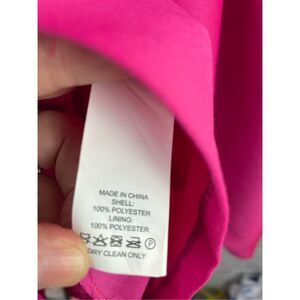 MADE IN CHINA
SHELL:
100% POLYESTER
LINING:
100% POLYESTER
P
DRY CLEAN ONLY